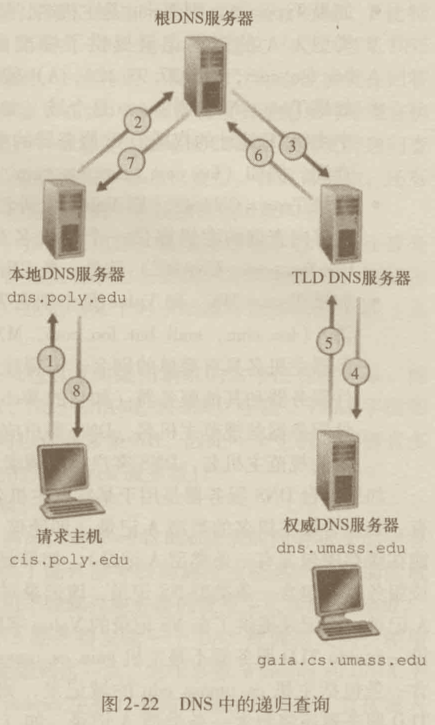 根DNS服务器
2
7
6
3
本地DNS服务器
dns.poly.edu
TLD DNS服务器
1
8
5
4
请求主机
cis.poly.edu
权威DNS服务器
dns.umass.edu
gaia.cs.umass.edu
图 2-22 DNS 中的递归查询